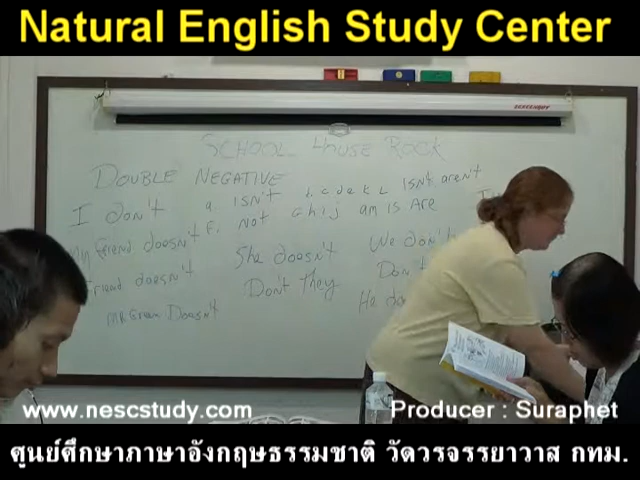 Natural English Study Center
SCHOOL HOUSE ROCK
DOUBLE NEGATIVE
I don't a ISN'T b c d e k L ISN't aren't
F. Not G h i j am IS Are
My friend doesn't She doesn't We don't
Friend doesn't Don't They Don't
Mr Green Doesn't He
www.nescstudy.com Producer : Suraphet
ศูนย์ศึกษาภาษาอังกฤษธรรมชาติ วัดวรจรรยาวาส กทม.